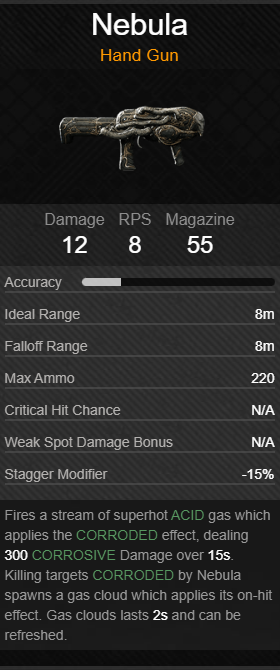 Nebula
Hand Gun
Damage RPS Magazine
12 8 55
Accuracy
Ideal Range 8m
Falloff Range 8m
Max Ammo 220
Critical Hit Chance N/A
Weak Spot Damage Bonus N/A
Stagger Modifier -15%
Fires a stream of superhot ACID gas which
applies the CORRODED effect, dealing
300 CORROSIVE Damage over 15s.
Killing targets CORRODED by Nebula
spawns a gas cloud which applies its on-hit
effect. Gas clouds lasts 2s and can be
refreshed.